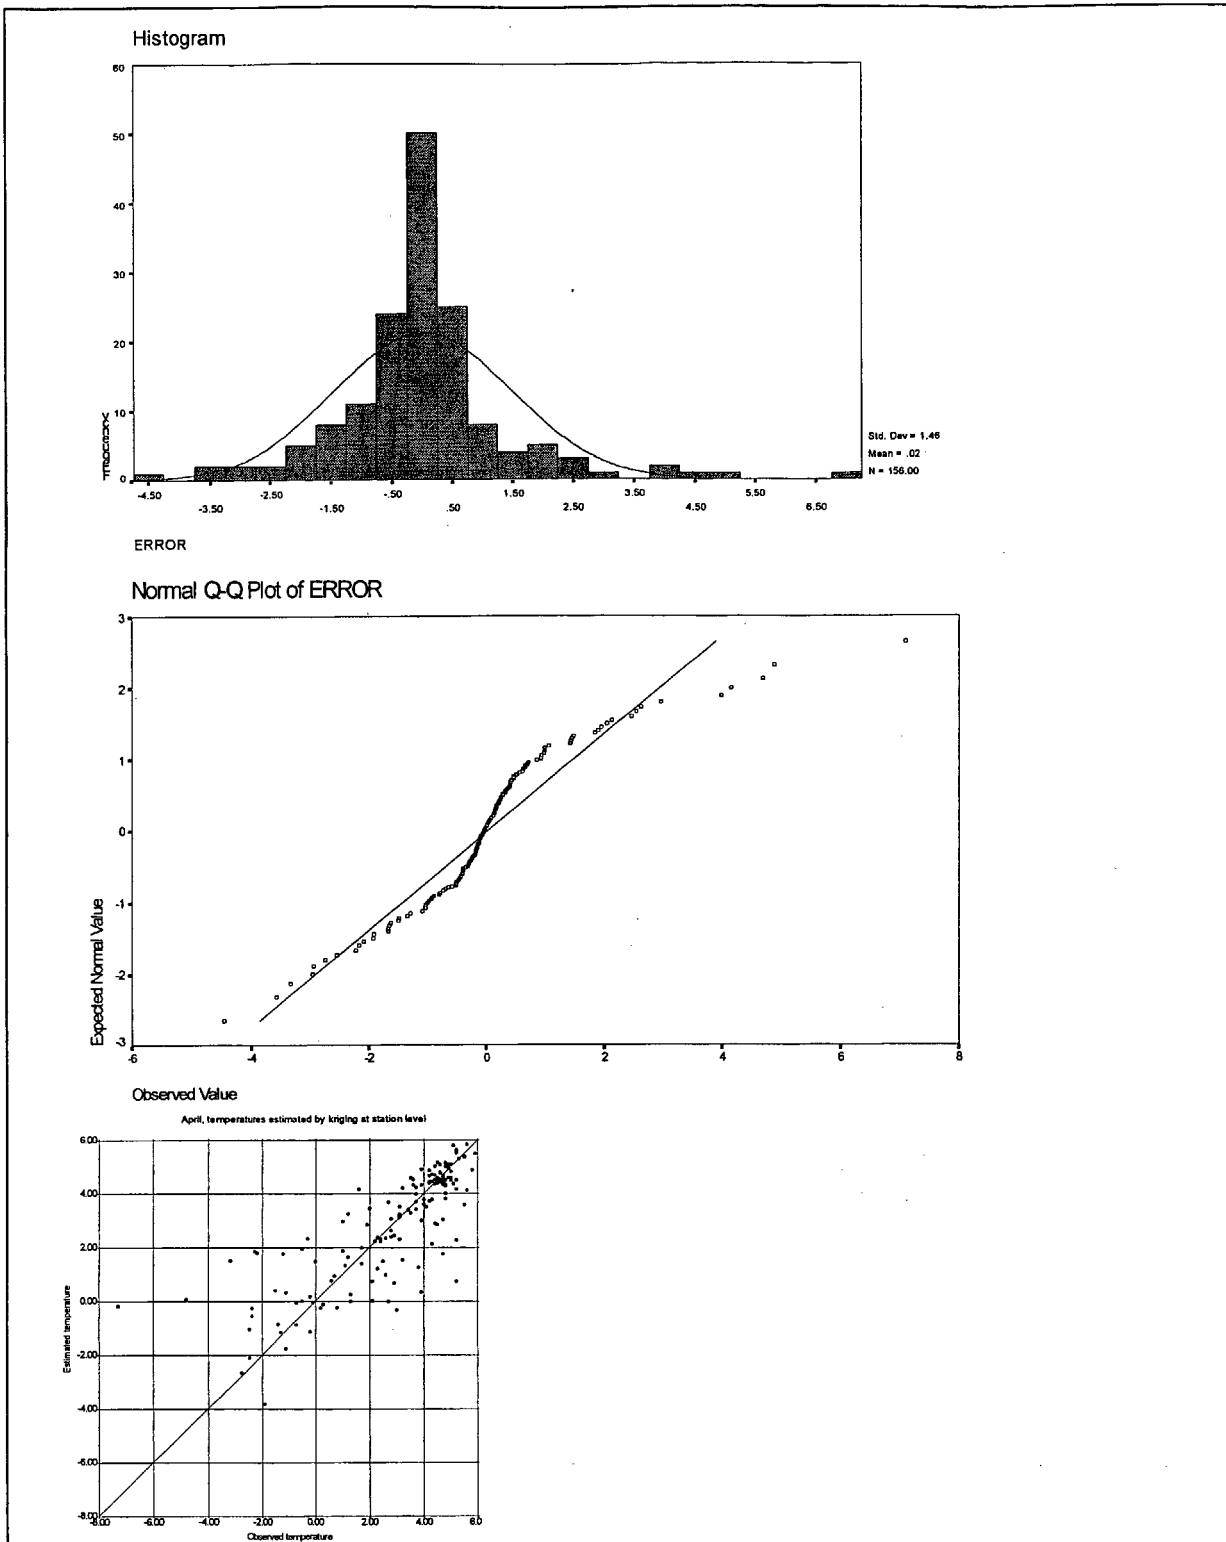 Histogram
60
50
40
30
20
10
0
Frequency
-4.50 -2.50 -.50 1.50 3.50 5.50
-3.50 -1.50 .50 2.50 4.50 6.50
Std. Dev = 1.46
Mean = .02
N = 156.00
ERROR
Normal Q-Q Plot of ERROR
3
2
1
0
-1
-2
-3
Expected Normal Value
-6 -4 -2 0 2 4 6 8
Observed Value
April, temperatures estimated by kriging at station level
6.00
4.00
2.00
0.00
-2.00
-4.00
-6.00
-8.00
Estimated temperature
-8.00 -6.00 -4.00 -2.00 0.00 2.00 4.00 6.0
Observed temperature